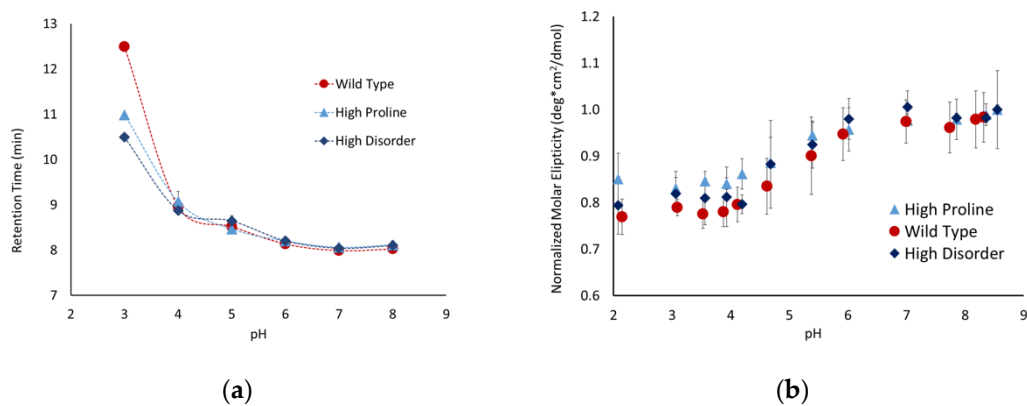 13
12
11
10
9
8
7
2 3 4 5 6 7 8 9
pH
Retention Time (min)
Wild Type
High Proline
High Disorder
(a)
1.2
1.1
1.0
0.9
0.8
0.7
0.6
2 3 4 5 6 7 8 9
pH
Normalized Molar Elipticity (deg*cm²/dmol)
High Proline
Wild Type
High Disorder
(b)